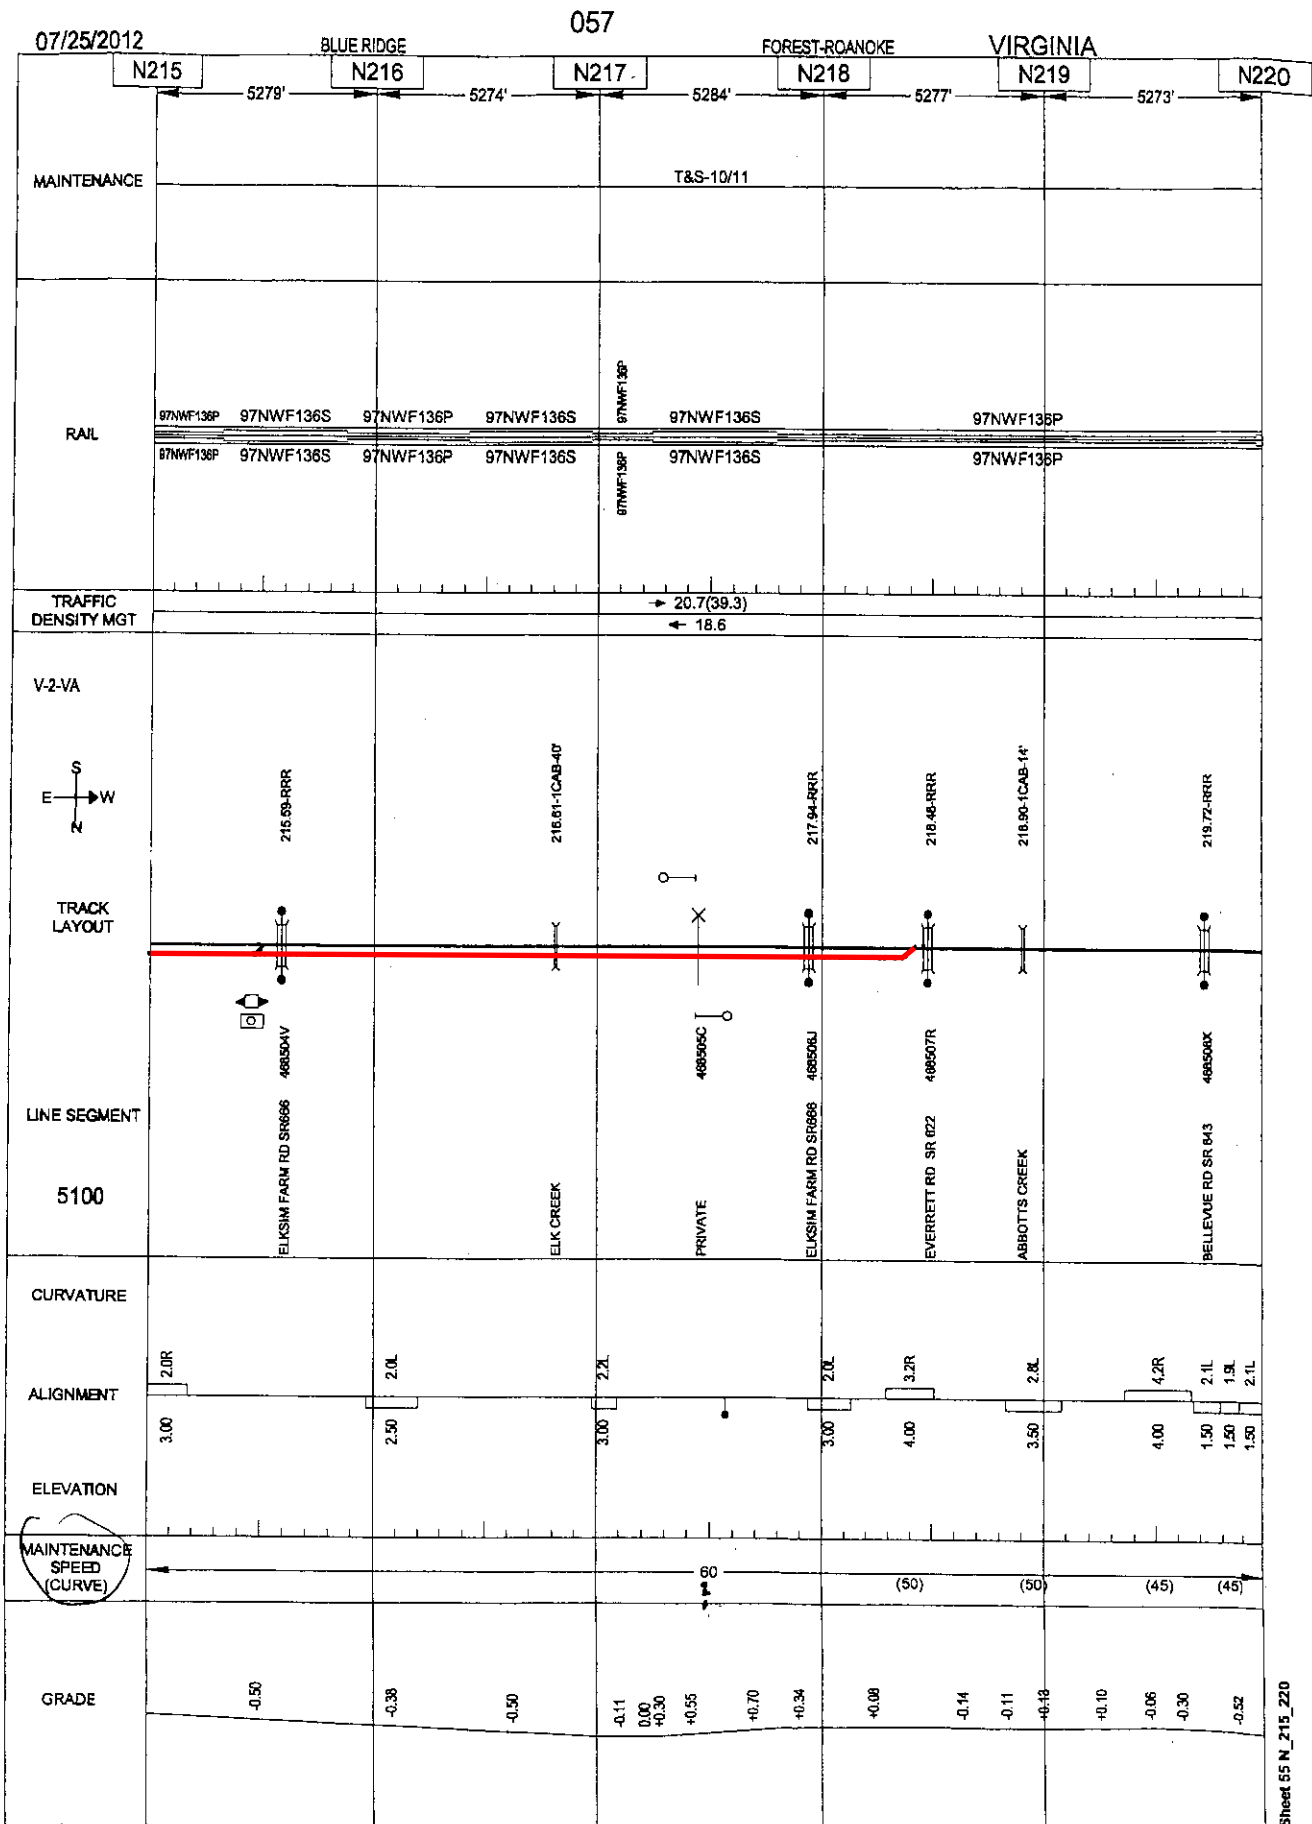 057
07/25/2012
BLUE RIDGE
FOREST-ROANOKE
VIRGINIA
N215 N216 N217 N218 N219 N220
5279' 5274' 5284' 5277' 5273'
MAINTENANCE
T&S-10/11
RAIL
97NWF136P 97NWF136S 97NWF136P 97NWF136S 97NWF136P 97NWF136S 97NWF136P
97NWF136P 97NWF136S 97NWF136P 97NWF136S 97NWF136P 97NWF136S 97NWF136P
TRAFFIC
DENSITY MGT
→ 20.7(39.3)
← 18.6
V-2-VA
S
E W
N
215.59-RRR
216.81-1CAB-40'
217.94-RRR
218.48-RRR
218.90-1CAB-14'
219.72-RRR
TRACK
LAYOUT
468504V
468505C
468506J
468507R
468508X
LINE SEGMENT
5100
ELKSIM FARM RD SR666
ELK CREEK
PRIVATE
ELKSIM FARM RD SR666
EVERRETT RD SR 622
ABBOTTS CREEK
BELLEVUE RD SR 643
CURVATURE
2.0R 2.0L 2.2L 2.0L 3.2R 2.8L 4.2R 2.1L 1.9L 2.1L
ALIGNMENT
3.00 2.50 3.00 3.00 4.00 3.50 4.00 1.50 1.50 1.50
ELEVATION
MAINTENANCE
SPEED
(CURVE)
60
(50) (50) (45) (45)
GRADE
-0.50 -0.38 -0.50 -0.11 0.00 +0.30 +0.55 +0.70 +0.34 +0.08 -0.14 -0.11 +0.13 +0.10 -0.06 -0.30 -0.52
Sheet 55 N_215_220